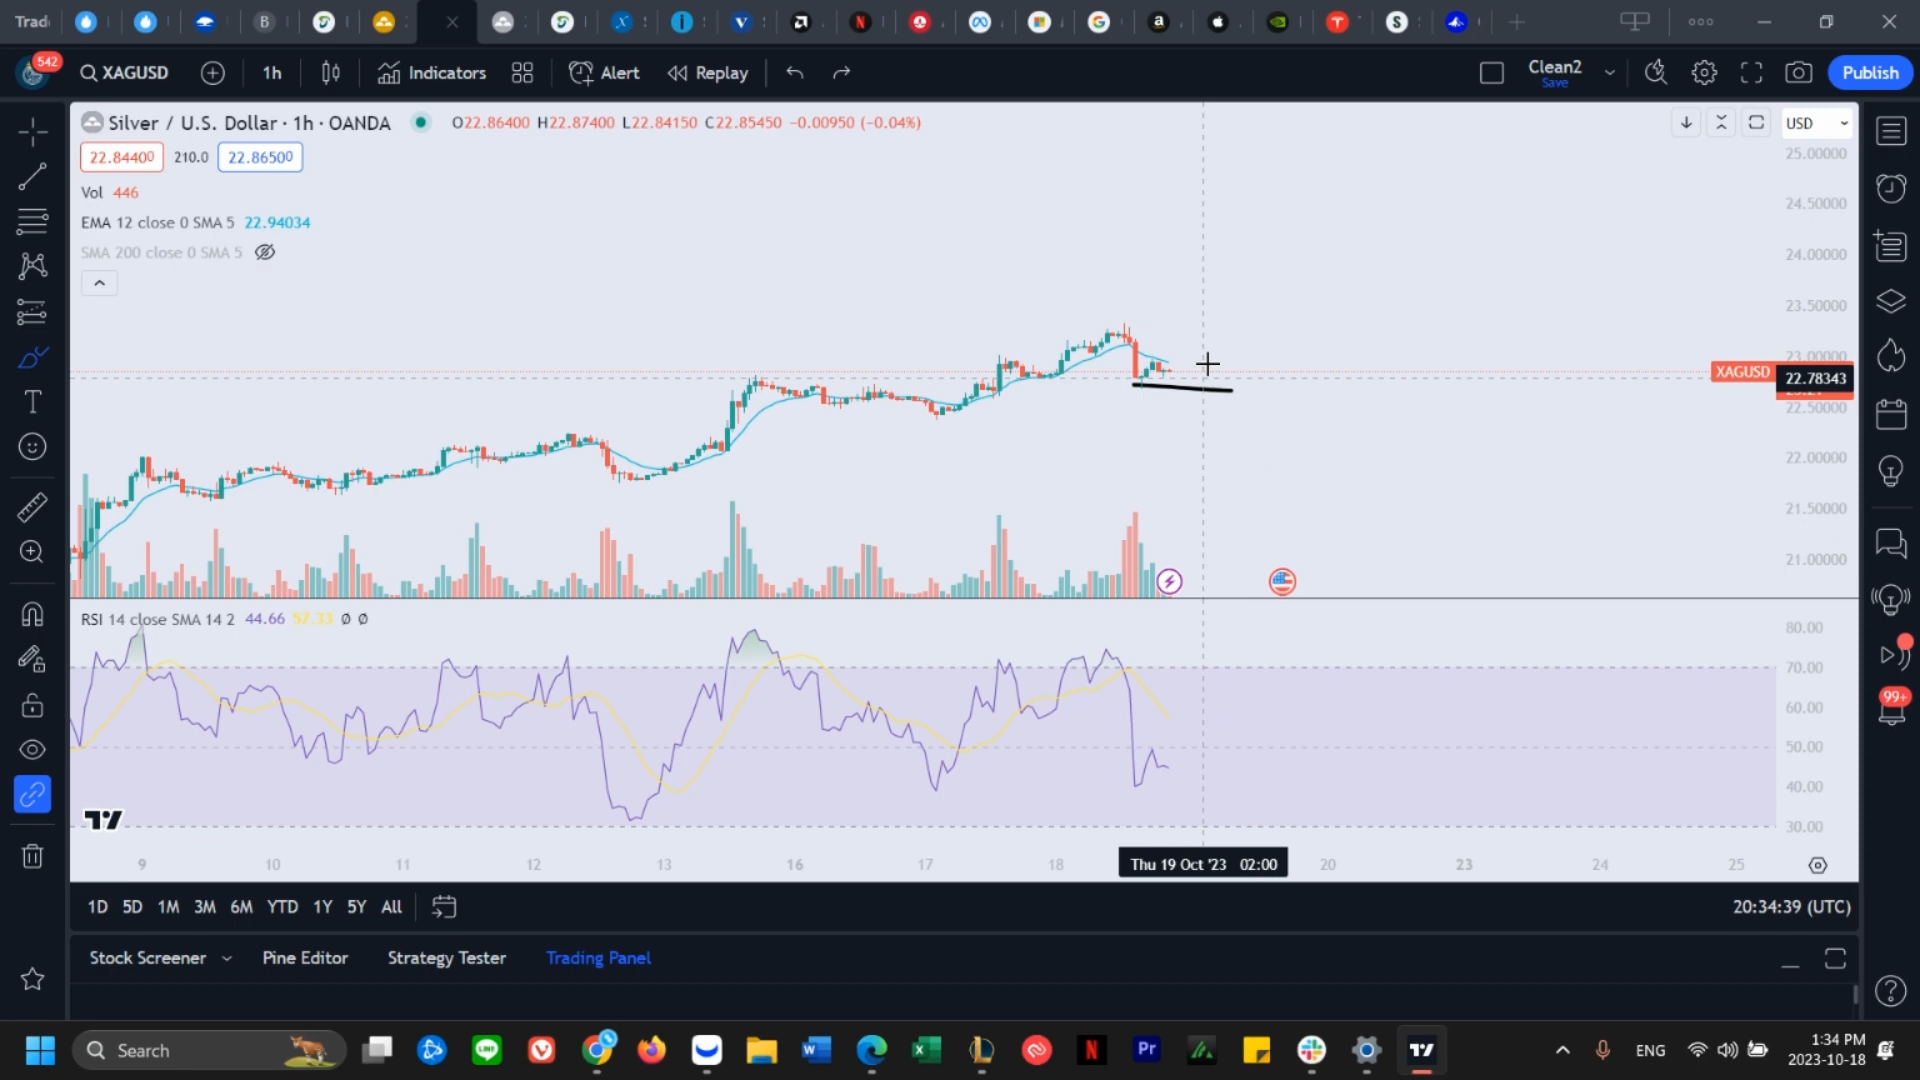 Trad
B
i
V
N
G
a
T
S
542
XAGUSD
1h
Indicators
Alert
Replay
Clean2
Save
Publish
Silver / U.S. Dollar · 1h · OANDA
O22.86400 H22.87400 L22.84150 C22.85450 −0.00950 (−0.04%)
USD
22.84400
210.0
22.86500
Vol 446
EMA 12 close 0 SMA 5 22.94034
SMA 200 close 0 SMA 5
25.00000
24.50000
24.00000
23.50000
23.00000
XAGUSD
22.78343
22.50000
22.00000
21.50000
21.00000
RSI 14 close SMA 14 2 44.66 57.33 Ø Ø
80.00
70.00
60.00
50.00
40.00
30.00
99+
9 10 11 12 13 16 17 18 Thu 19 Oct '23 02:00 20 23 24 25
1D 5D 1M 3M 6M YTD 1Y 5Y All
20:34:39 (UTC)
Stock Screener
Pine Editor
Strategy Tester
Trading Panel
Search
LINE
W
X
N
Pr
ENG
1:34 PM
2023-10-18